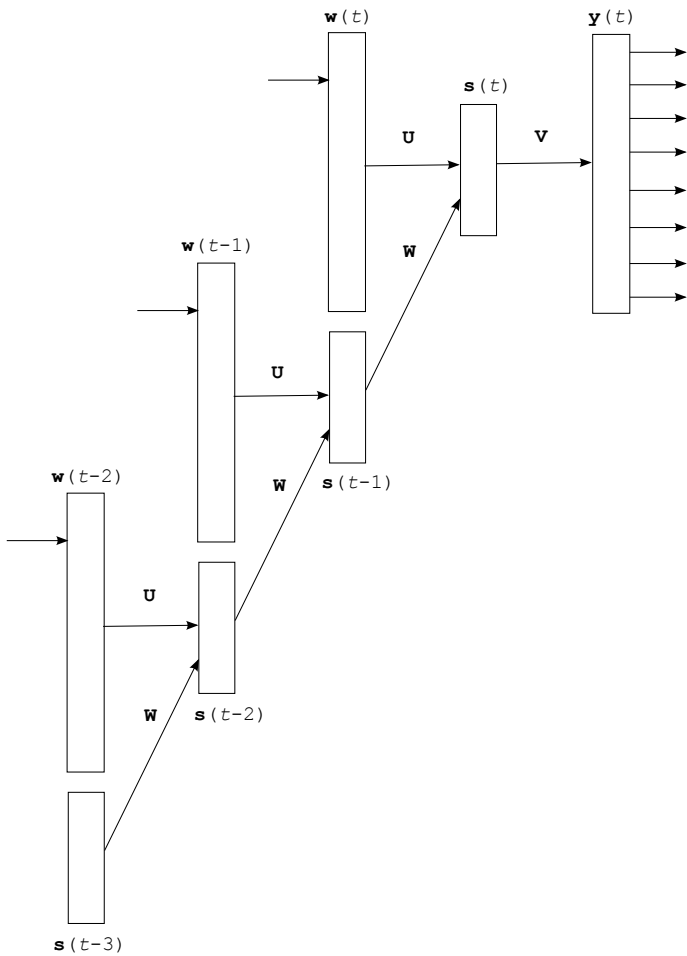 w(t)
y(t)
s(t)
U
V
w(t-1)
W
U
w(t-2)
s(t-1)
W
U
s(t-2)
W
s(t-3)